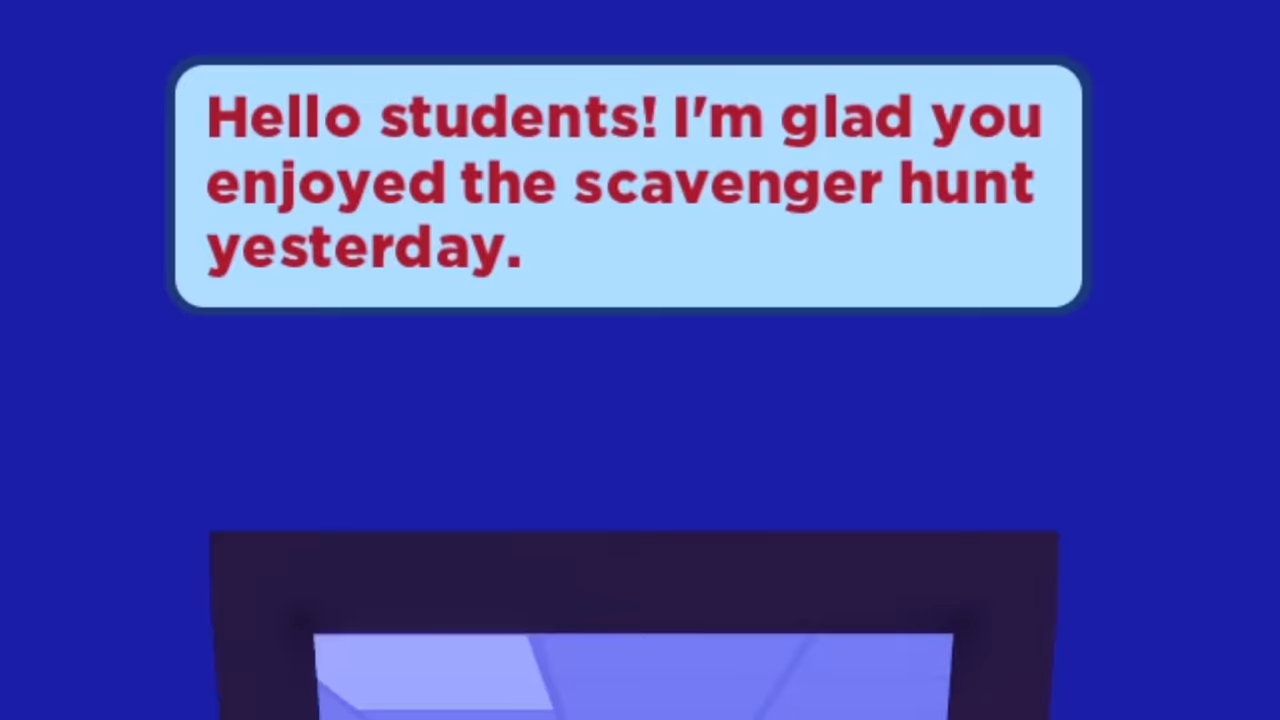 Hello students! I'm glad you
enjoyed the scavenger hunt
yesterday.